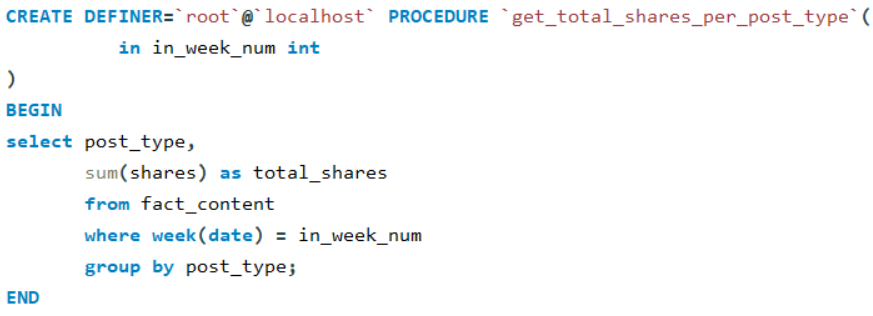 CREATE DEFINER=`root`@`localhost` PROCEDURE `get_total_shares_per_post_type`(
in in_week_num int
)
BEGIN
select post_type,
sum(shares) as total_shares
from fact_content
where week(date) = in_week_num
group by post_type;
END